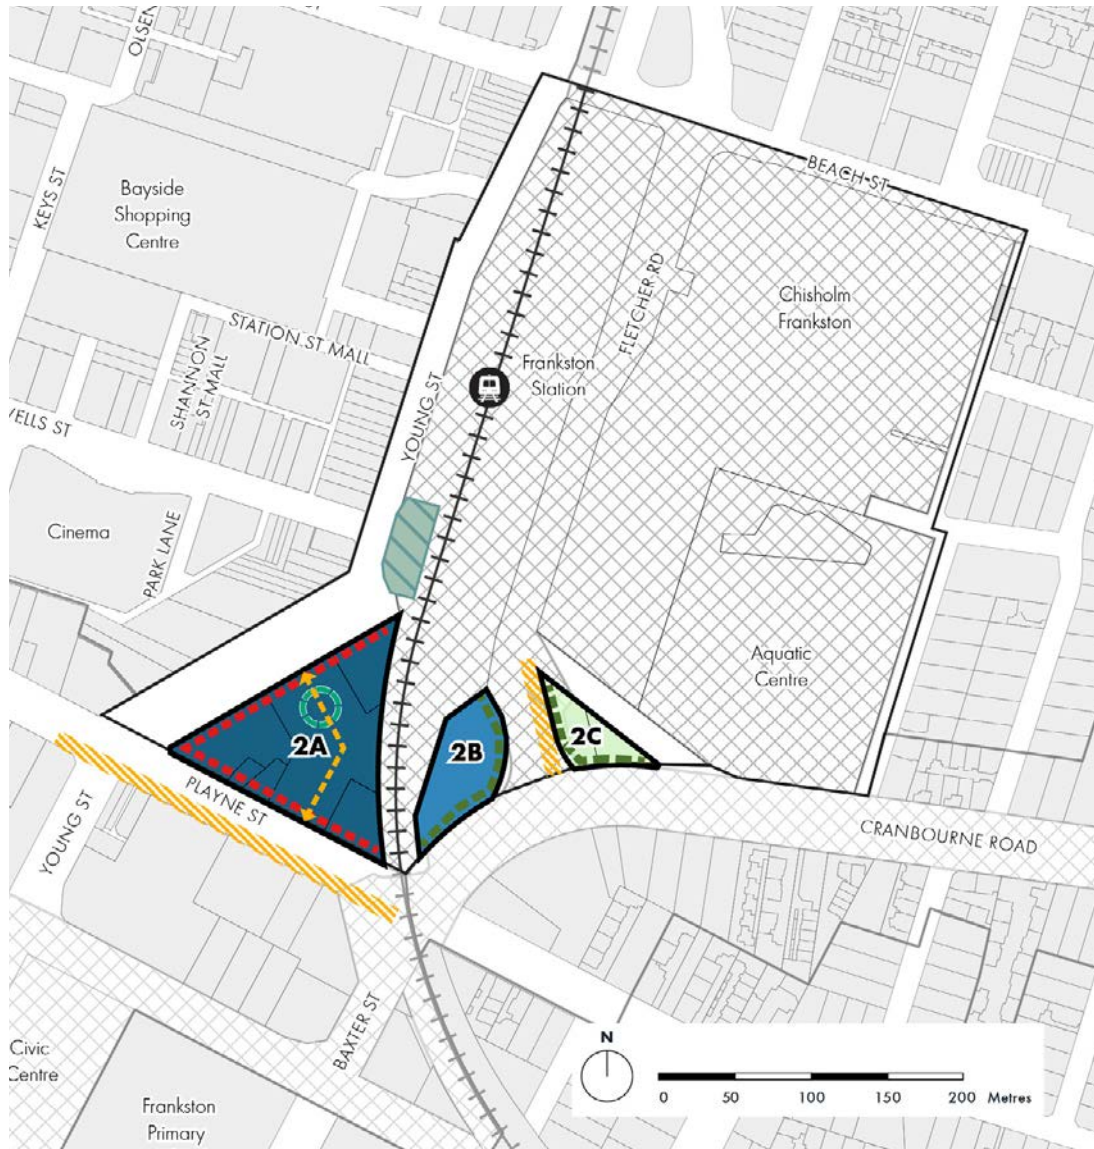 OLSEN
KEYS ST
Bayside
Shopping
Centre
BEACH ST
FLETCHER RD
Chisholm
Frankston
STATION ST MALL
SHANNON
ST MALL
Frankston
Station
YOUNG ST
VELLS ST
Cinema
PARK LANE
Aquatic
Centre
2A
2B
2C
PLAYNE ST
YOUNG ST
CRANBOURNE ROAD
BAXTER ST
Civic
Centre
Frankston
Primary
N
0 50 100 150 200 Metres